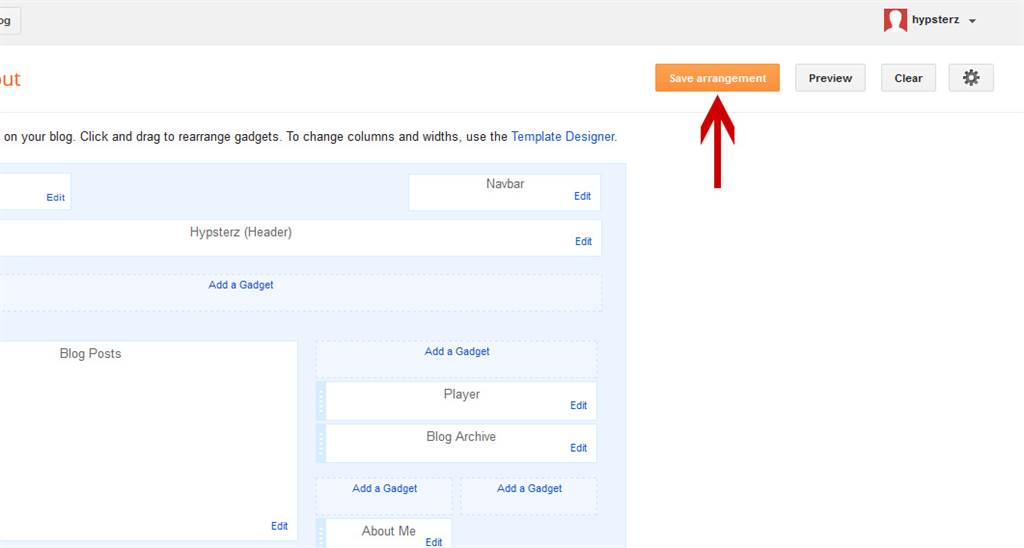 og
hypsterz
out
Save arrangement
Preview
Clear
on your blog. Click and drag to rearrange gadgets. To change columns and widths, use the Template Designer.
Edit
Navbar
Edit
Hypsterz (Header)
Edit
Add a Gadget
Blog Posts
Edit
Add a Gadget
Player
Edit
Blog Archive
Edit
Add a Gadget
Add a Gadget
About Me
Edit